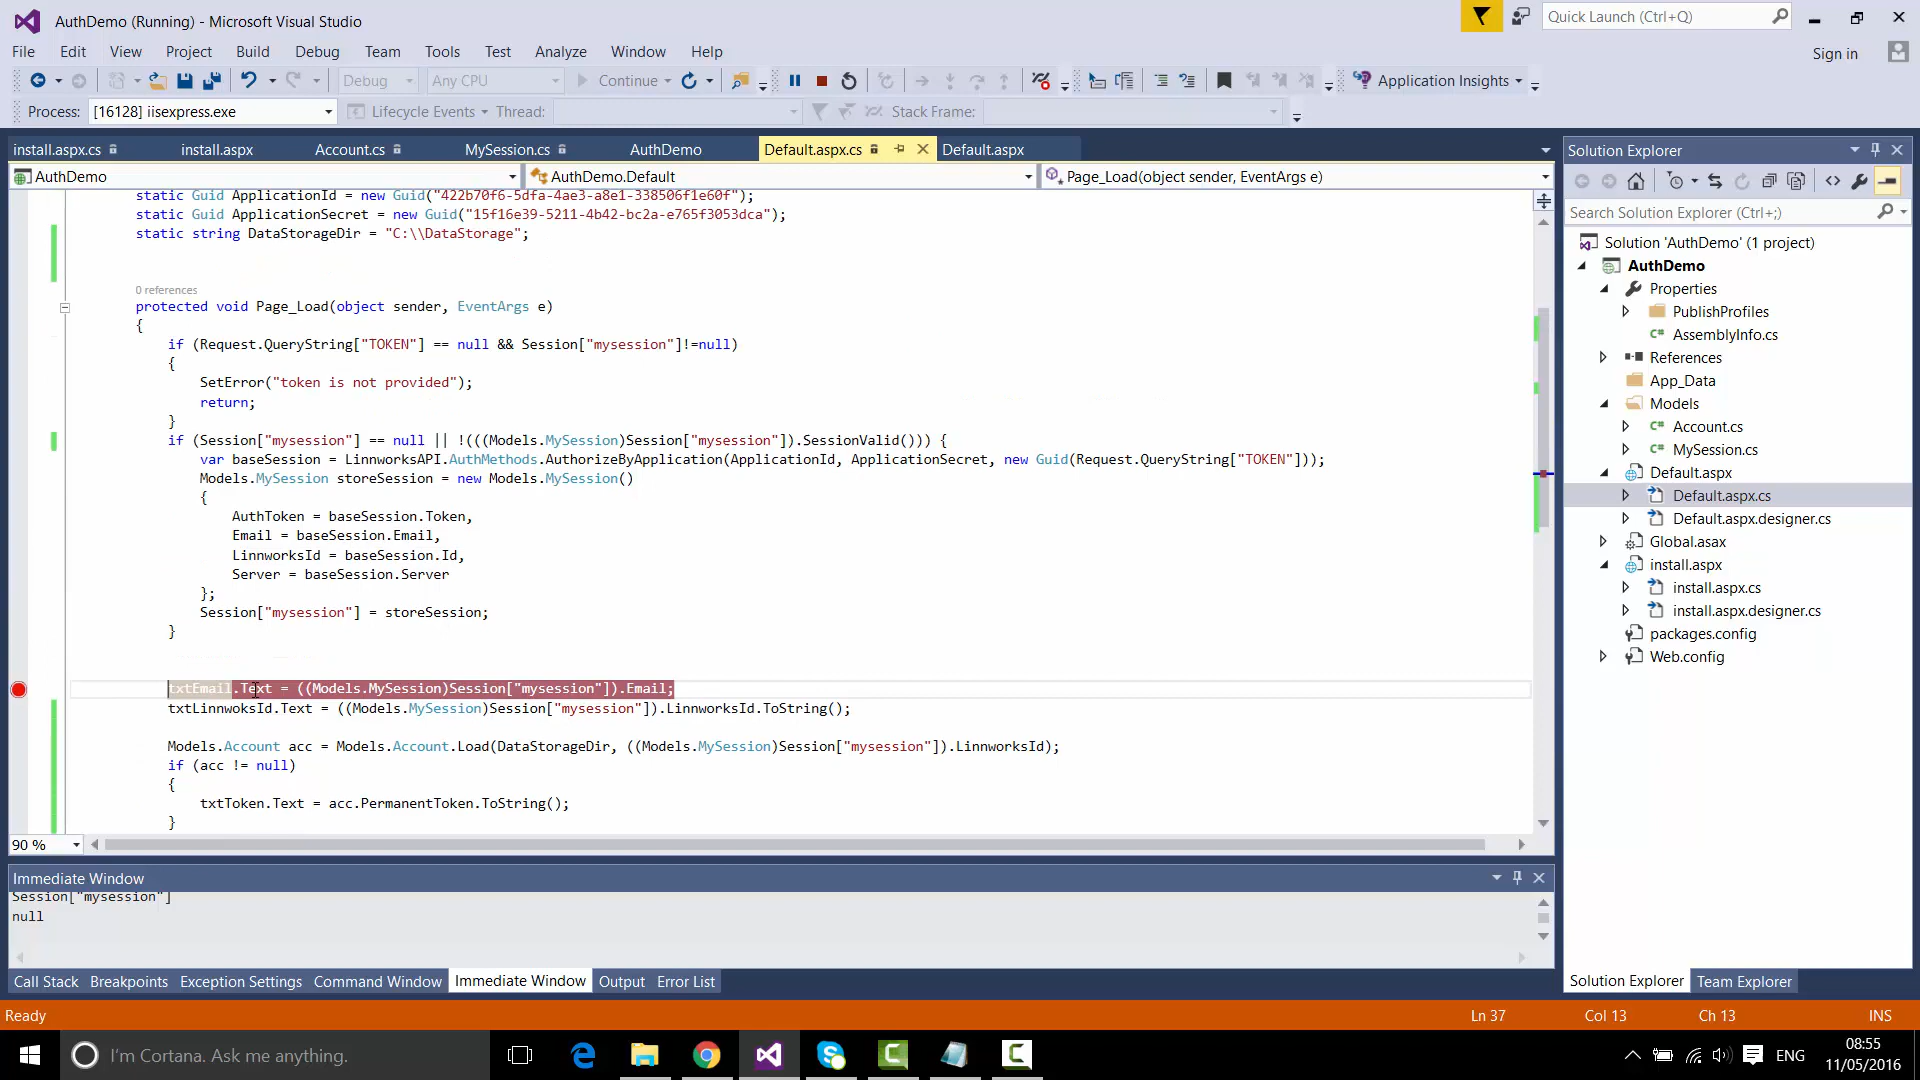 AuthDemo (Running) - Microsoft Visual Studio
Quick Launch (Ctrl+Q)
File Edit View Project Build Debug Team Tools Test Analyze Window Help
Sign in
Debug Any CPU Continue Application Insights
Process: [16128] iisexpress.exe Lifecycle Events Thread: Stack Frame:
install.aspx.cs install.aspx Account.cs MySession.cs AuthDemo Default.aspx.cs Default.aspx
AuthDemo AuthDemo.Default Page_Load(object sender, EventArgs e)
static Guid ApplicationId = new Guid("422b70f6-5dfa-4ae3-a8e1-338506f1e60f");
static Guid ApplicationSecret = new Guid("15f16e39-5211-4b42-bc2a-e765f3053dca");
static string DataStorageDir = "C:\\DataStorage";
0 references
protected void Page_Load(object sender, EventArgs e)
{
if (Request.QueryString["TOKEN"] == null && Session["mysession"]!=null)
{
SetError("token is not provided");
return;
}
if (Session["mysession"] == null || !(((Models.MySession)Session["mysession"]).SessionValid())) {
var baseSession = LinnworksAPI.AuthMethods.AuthorizeByApplication(ApplicationId, ApplicationSecret, new Guid(Request.QueryString["TOKEN"]));
Models.MySession storeSession = new Models.MySession()
{
AuthToken = baseSession.Token,
Email = baseSession.Email,
LinnworksId = baseSession.Id,
Server = baseSession.Server
};
Session["mysession"] = storeSession;
}
txtEmail.Text = ((Models.MySession)Session["mysession"]).Email;
txtLinnwoksId.Text = ((Models.MySession)Session["mysession"]).LinnworksId.ToString();
Models.Account acc = Models.Account.Load(DataStorageDir, ((Models.MySession)Session["mysession"]).LinnworksId);
if (acc != null)
{
txtToken.Text = acc.PermanentToken.ToString();
}
90 %
Immediate Window
Session["mysession"]
null
Call Stack Breakpoints Exception Settings Command Window Immediate Window Output Error List
Solution Explorer
Search Solution Explorer (Ctrl+;)
Solution 'AuthDemo' (1 project)
AuthDemo
Properties
PublishProfiles
C# AssemblyInfo.cs
References
App_Data
Models
C# Account.cs
C# MySession.cs
Default.aspx
Default.aspx.cs
Default.aspx.designer.cs
Global.asax
install.aspx
install.aspx.cs
install.aspx.designer.cs
packages.config
Web.config
Solution Explorer Team Explorer
Ready Ln 37 Col 13 Ch 13 INS
I'm Cortana. Ask me anything.
ENG
08:55
11/05/2016